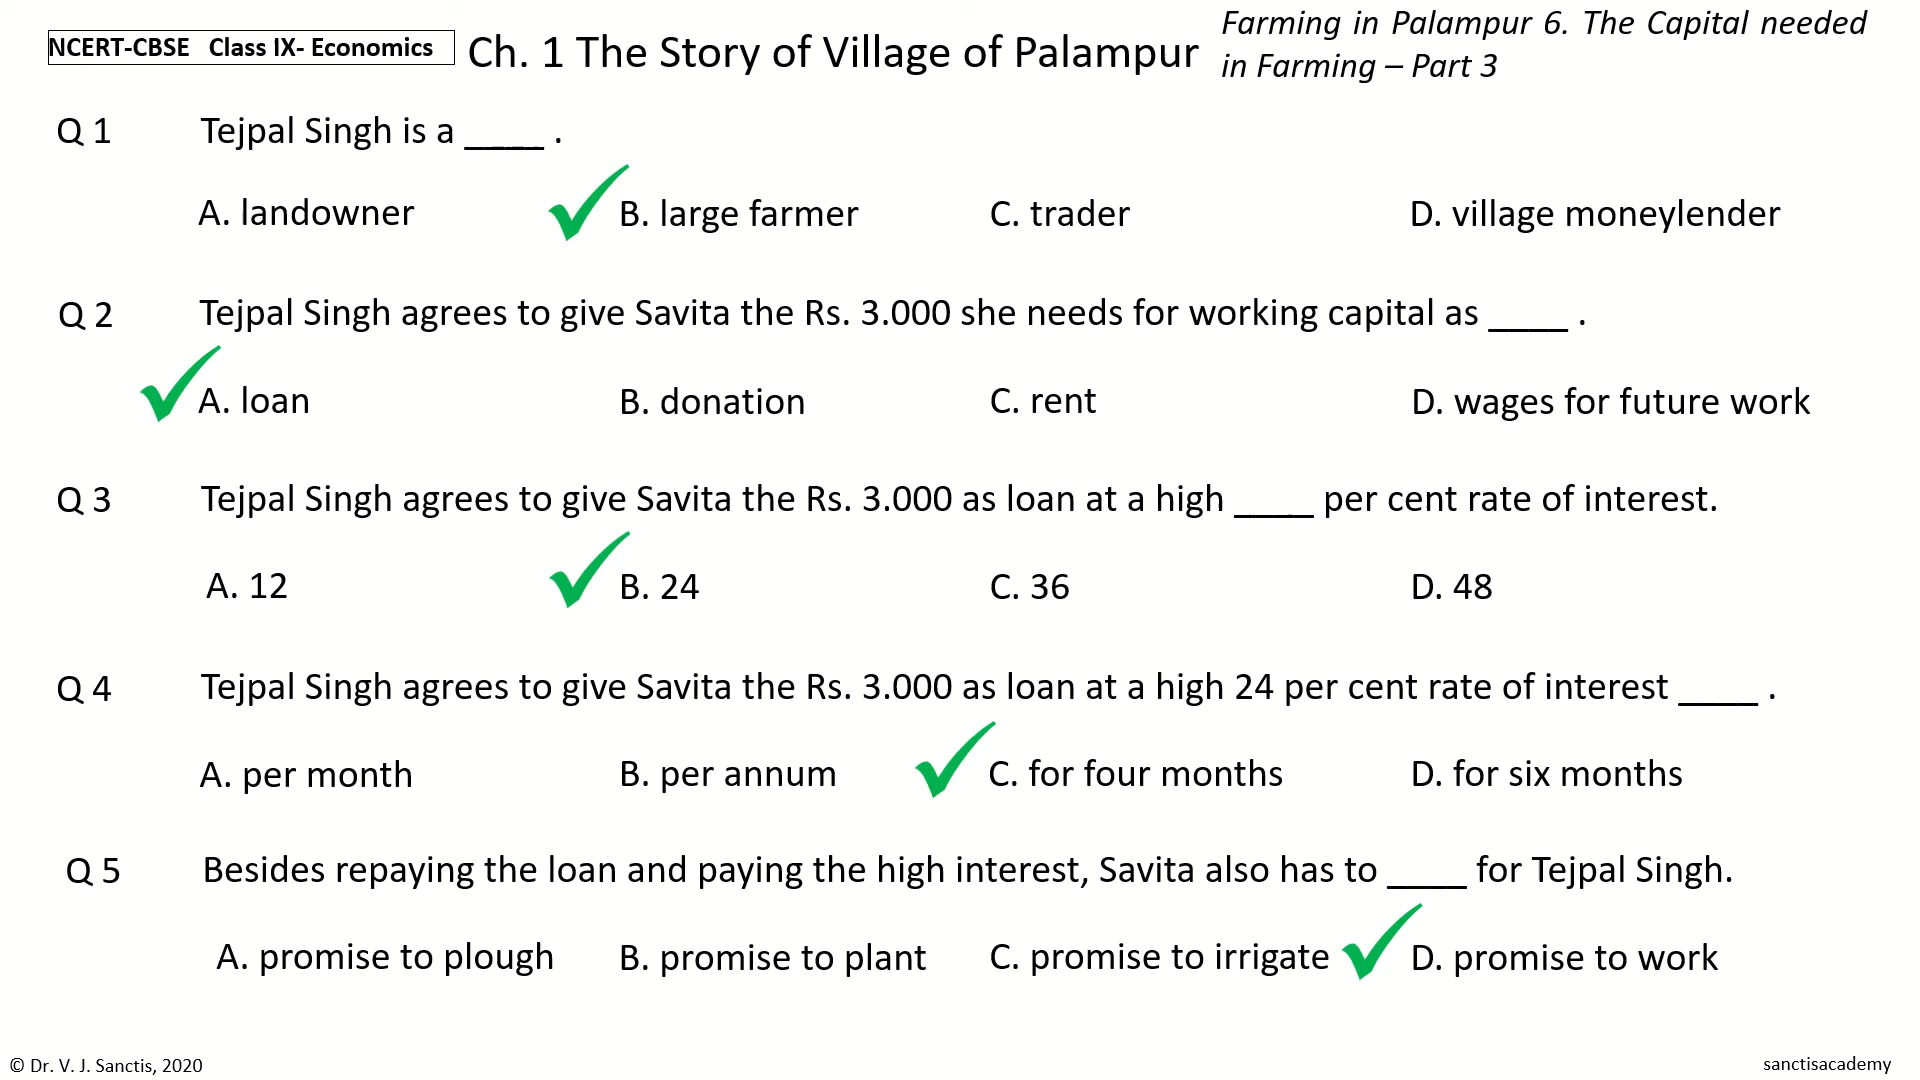 NCERT-CBSE Class IX- Economics
Ch. 1 The Story of Village of Palampur
Farming in Palampur 6. The Capital needed
in Farming – Part 3
Q 1 Tejpal Singh is a ____ .
A. landowner B. large farmer C. trader D. village moneylender
Q 2 Tejpal Singh agrees to give Savita the Rs. 3.000 she needs for working capital as ____ .
A. loan B. donation C. rent D. wages for future work
Q 3 Tejpal Singh agrees to give Savita the Rs. 3.000 as loan at a high ____ per cent rate of interest.
A. 12 B. 24 C. 36 D. 48
Q 4 Tejpal Singh agrees to give Savita the Rs. 3.000 as loan at a high 24 per cent rate of interest ____ .
A. per month B. per annum C. for four months D. for six months
Q 5 Besides repaying the loan and paying the high interest, Savita also has to ____ for Tejpal Singh.
A. promise to plough B. promise to plant C. promise to irrigate D. promise to work
© Dr. V. J. Sanctis, 2020
sanctisacademy